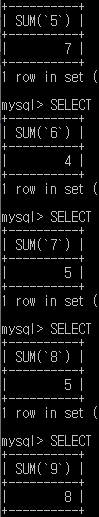 +----------+
| SUM(`5`) |
+----------+
|        7 |
+----------+
1 row in set (
mysql> SELECT
+----------+
| SUM(`6`) |
+----------+
|        4 |
+----------+
1 row in set (
mysql> SELECT
+----------+
| SUM(`7`) |
+----------+
|        5 |
+----------+
1 row in set (
mysql> SELECT
+----------+
| SUM(`8`) |
+----------+
|        5 |
+----------+
1 row in set (
mysql> SELECT
+----------+
| SUM(`9`) |
+----------+
|        8 |
+----------+